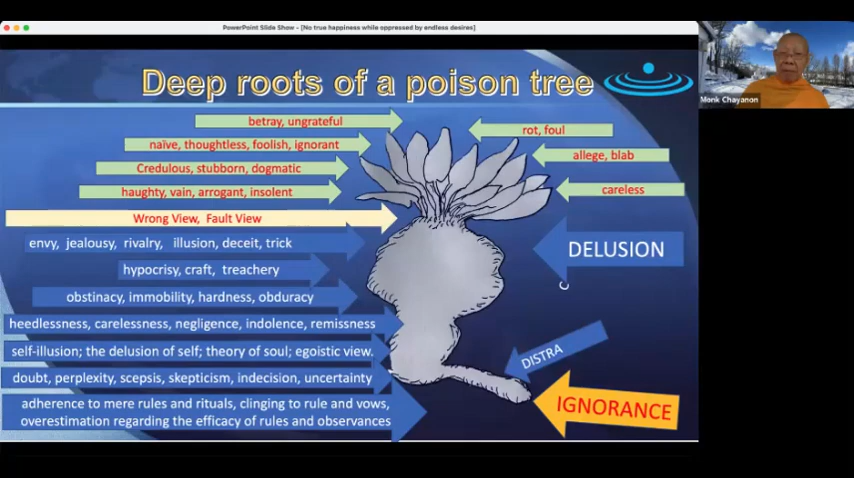 PowerPoint Slide Show - [No true happiness while oppressed by endless desires]
Deep roots of a poison tree
Monk Chayanon
betray, ungrateful
rot, foul
naïve, thoughtless, foolish, ignorant
allege, blab
Credulous, stubborn, dogmatic
haughty, vain, arrogant, insolent
careless
Wrong View, Fault View
envy, jealousy, rivalry, illusion, deceit, trick
DELUSION
hypocrisy, craft, treachery
obstinacy, immobility, hardness, obduracy
heedlessness, carelessness, negligence, indolence, remissness
self-illusion; the delusion of self; theory of soul; egoistic view.
DISTRA
doubt, perplexity, scepsis, skepticism, indecision, uncertainty
IGNORANCE
adherence to mere rules and rituals, clinging to rule and vows,
overestimation regarding the efficacy of rules and observances